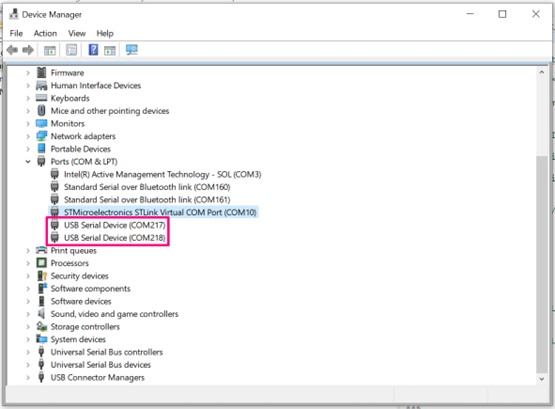 Device Manager
File Action View Help
Firmware
Human Interface Devices
Keyboards
Mice and other pointing devices
Monitors
Network adapters
Portable Devices
Ports (COM & LPT)
Intel(R) Active Management Technology - SOL (COM3)
Standard Serial over Bluetooth link (COM160)
Standard Serial over Bluetooth link (COM161)
STMicroelectronics STLink Virtual COM Port (COM10)
USB Serial Device (COM217)
USB Serial Device (COM218)
Print queues
Processors
Security devices
Software components
Software devices
Sound, video and game controllers
Storage controllers
System devices
Universal Serial Bus controllers
Universal Serial Bus devices
USB Connector Managers